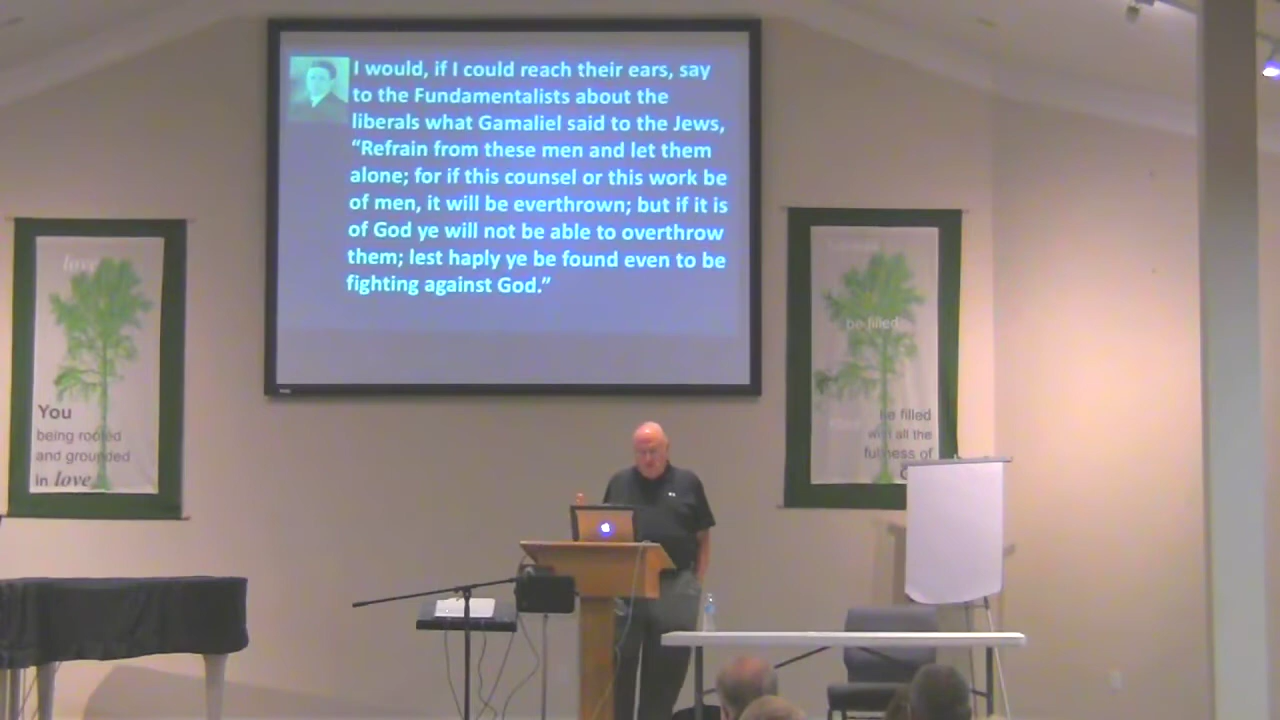 I would, if I could reach their ears, say
to the Fundamentalists about the
liberals what Gamaliel said to the Jews,
“Refrain from these men and let them
alone; for if this counsel or this work be
of men, it will be everthrown; but if it is
of God ye will not be able to overthrow
them; lest haply ye be found even to be
fighting against God.”
love
You
being rooted
and grounded
in love
be filled
be filled
with all the
fullness of